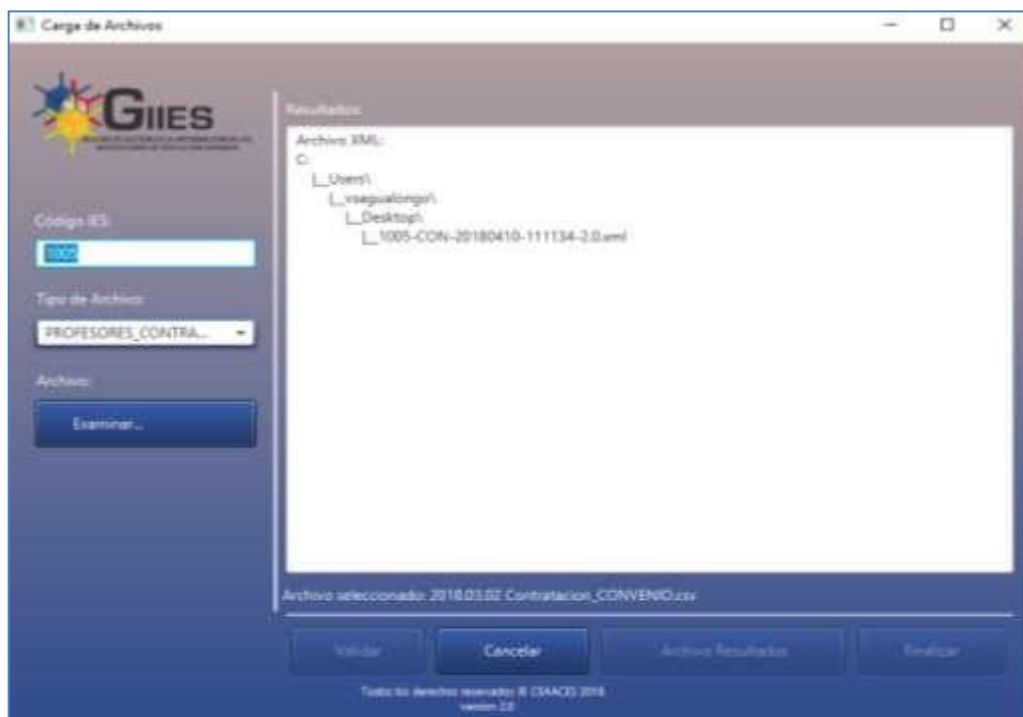 Carga de Archivos
GIIES
Resultados:
Archivo XML:
C:
|__Users\
|__vsagualongo\
|__Desktop\
|__1005-CON-20180410-111134-2.0.xml
Código IES:
1005
Tipo de Archivo:
PROFESORES_CONTRA...
Archivo:
Examinar...
Archivo seleccionado: 2018.03.02 Contratacion_CONVENIO.csv
Validar
Cancelar
Archivo Resultados
Finalizar
Todos los derechos reservados © CEAACES 2018
version 2.0